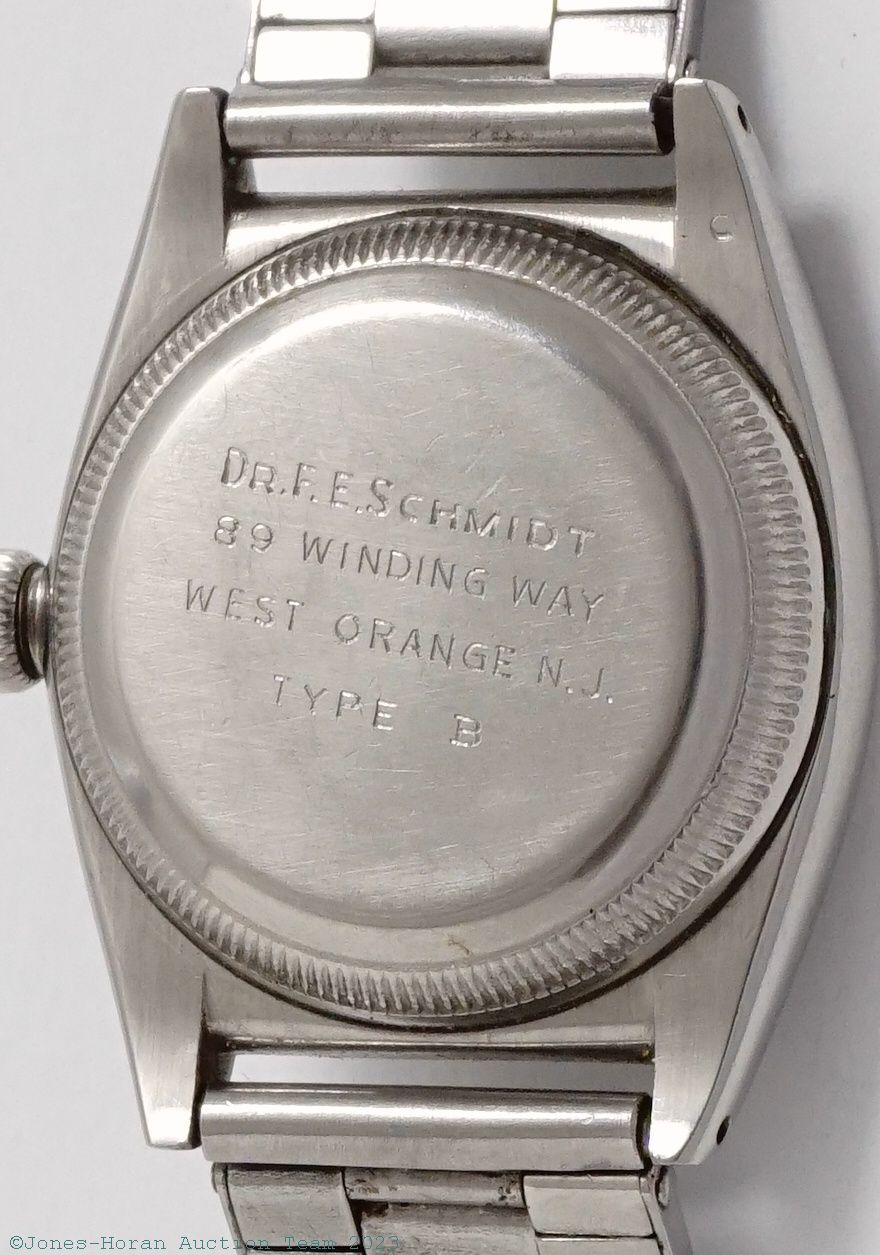 C
DR. F. E. SCHMIDT
89 WINDING WAY
WEST ORANGE N.J.
TYPE B
©Jones-Horan Auction Team 2023